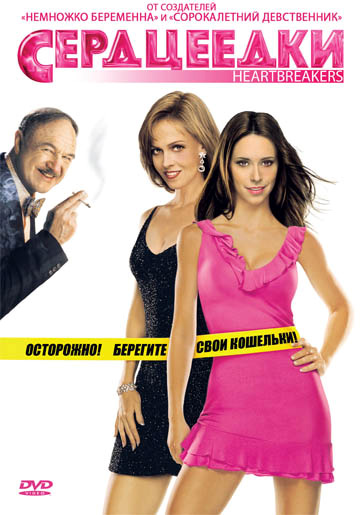 ОТ СОЗДАТЕЛЕЙ
«НЕМНОЖКО БЕРЕМЕННА» И «СОРОКАЛЕТНИЙ ДЕВСТВЕННИК»
СЕРДЦЕЕДКИ
HEARTBREAKERS
ОСТОРОЖНО! БЕРЕГИТЕ СВОИ КОШЕЛЬКИ!
DVD
VIDEO